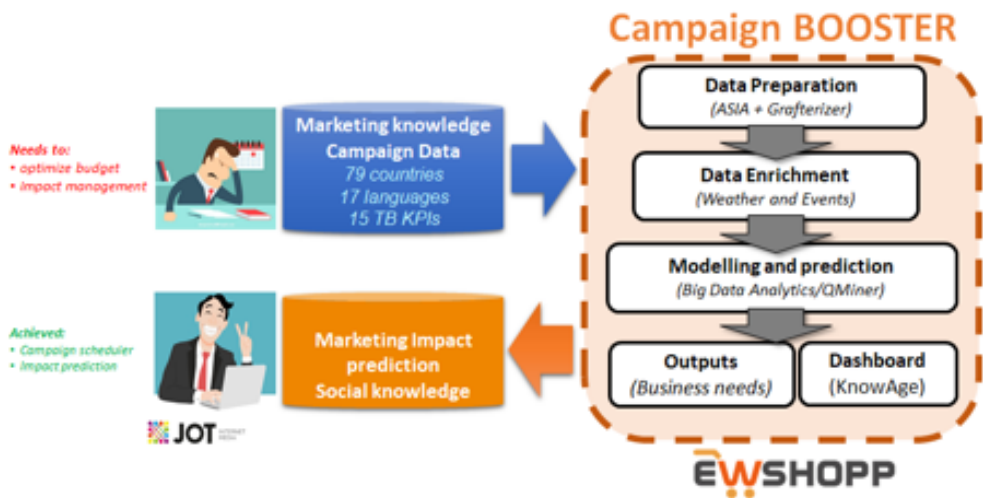 Campaign BOOSTER
Needs to:
• optimize budget
• Impact management
Marketing knowledge
Campaign Data
79 countries
17 languages
15 TB KPIs
Data Preparation
(ASIA + Grafterizer)
Data Enrichment
(Weather and Events)
Modelling and prediction
(Big Data Analytics/QMiner)
Outputs
(Business needs)
Dashboard
(KnowAge)
Achieved:
• Campaign scheduler
• Impact prediction
Marketing Impact
prediction
Social knowledge
JOT
INTERNET
MEDIA
EWSHOPP